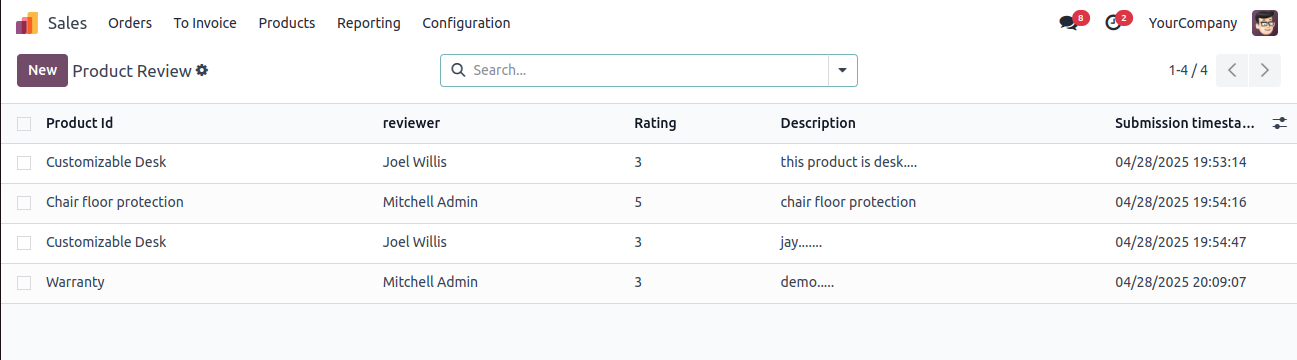 Sales Orders To Invoice Products Reporting Configuration 8 2 YourCompany
New Product Review Search... 1-4 / 4
Product Id reviewer Rating Description Submission timesta...
Customizable Desk Joel Willis 3 this product is desk.... 04/28/2025 19:53:14
Chair floor protection Mitchell Admin 5 chair floor protection 04/28/2025 19:54:16
Customizable Desk Joel Willis 3 jay....... 04/28/2025 19:54:47
Warranty Mitchell Admin 3 demo..... 04/28/2025 20:09:07